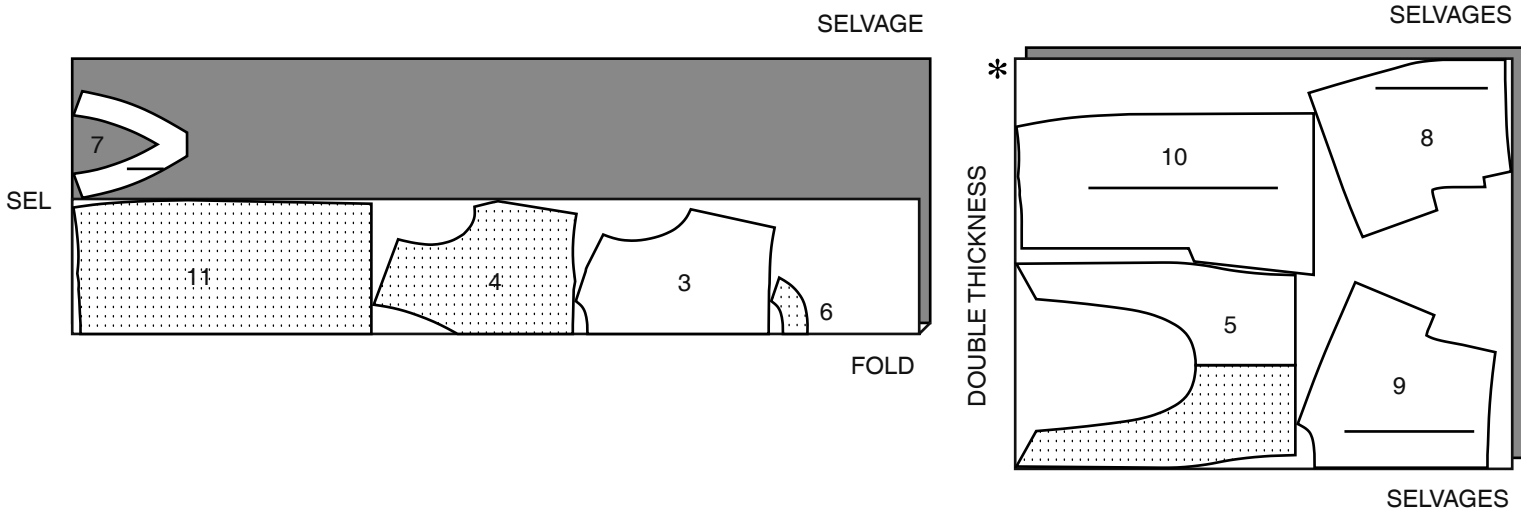 SELVAGE
7
SEL
11
4
3
6
FOLD
SELVAGES
*
DOUBLE THICKNESS
10
8
5
9
SELVAGES